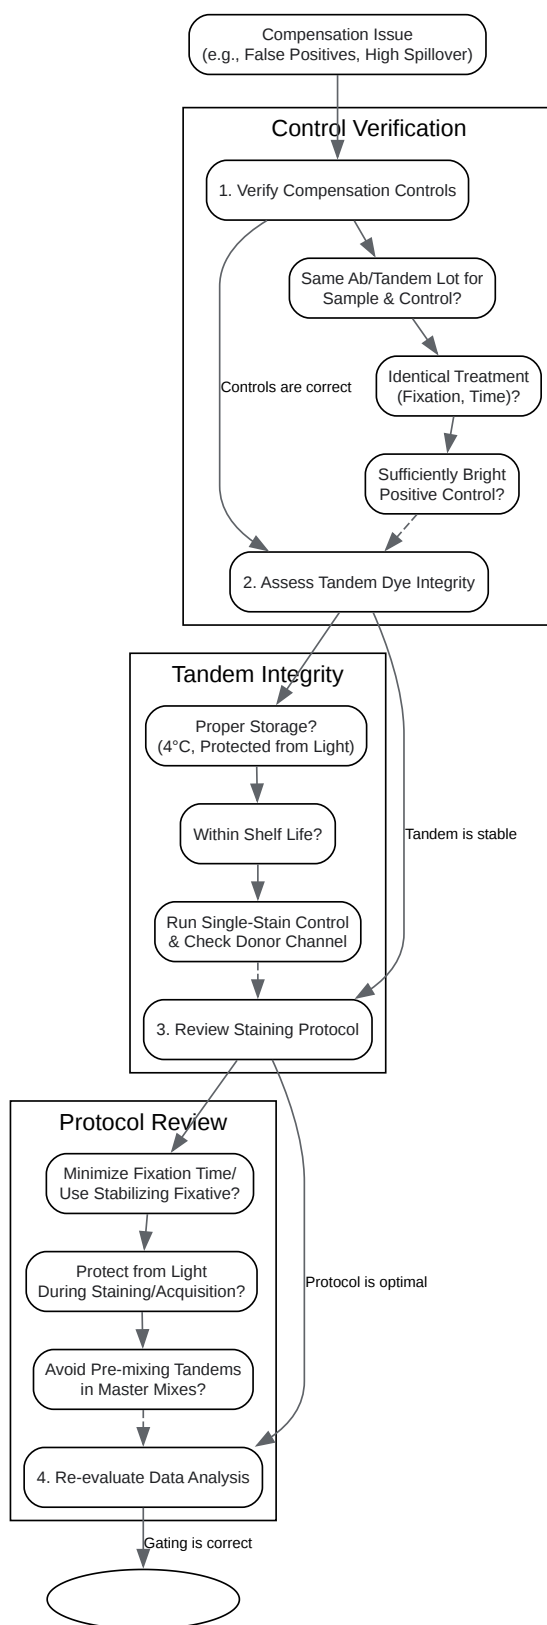 Compensation Issue
(e.g., False Positives, High Spillover)
Control Verification
1. Verify Compensation Controls
Same Ab/Tandem Lot for
Sample & Control?
Identical Treatment
(Fixation, Time)?
Controls are correct
Sufficiently Bright
Positive Control?
2. Assess Tandem Dye Integrity
Tandem Integrity
Proper Storage?
(4°C, Protected from Light)
Within Shelf Life?
Tandem is stable
Run Single-Stain Control
& Check Donor Channel
3. Review Staining Protocol
Protocol Review
Minimize Fixation Time/
Use Stabilizing Fixative?
Protect from Light
During Staining/Acquisition?
Protocol is optimal
Avoid Pre-mixing Tandems
in Master Mixes?
4. Re-evaluate Data Analysis
Gating is correct